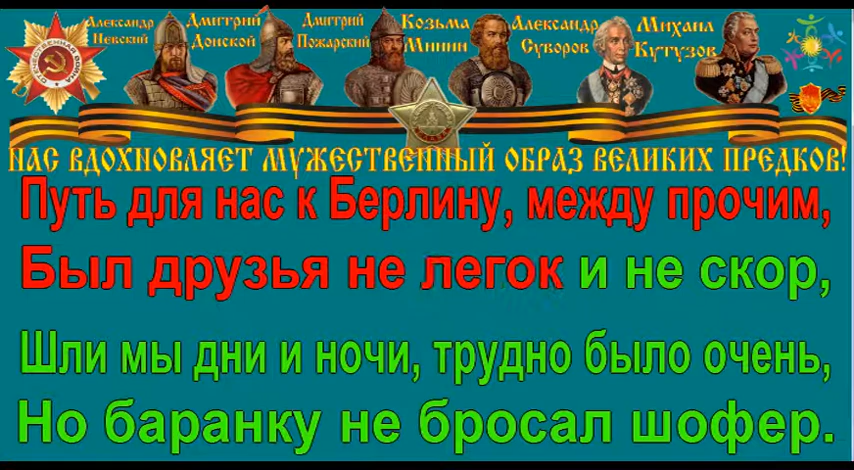 Александр Невский
Дмитрий Донской
Дмитрий Пожарский
Козьма Минин
Александр Суворов
Михаил Кутузов
НАС ВДОХНОВЛЯЕТ МУЖЕСТВЕННЫЙ ОБРАЗ ВЕЛИКИХ ПРЕДКОВ!
Путь для нас к Берлину, между прочим,
Был друзья не легок и не скор,
Шли мы дни и ночи, трудно было очень,
Но баранку не бросал шофер.